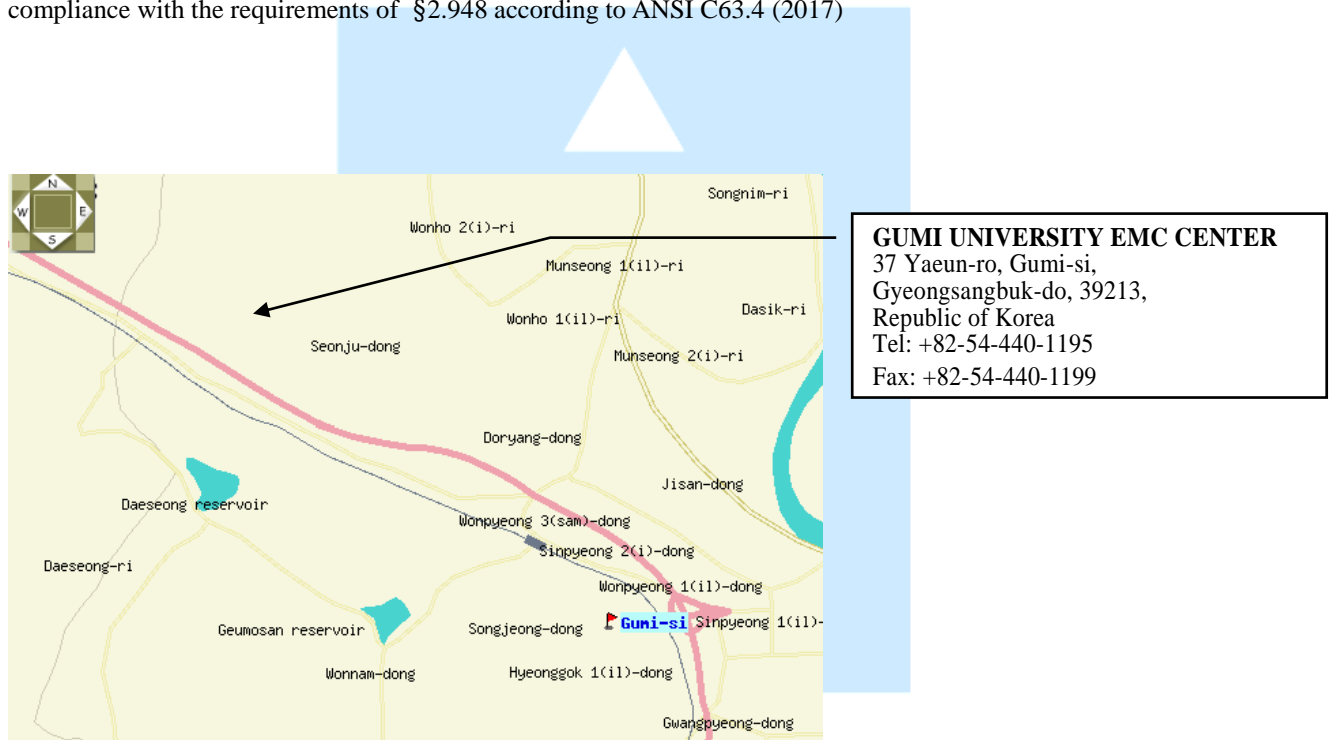 compliance with the requirements of §2.948 according to ANSI C63.4 (2017)
N
W
E
S
Songnim-ri
Wonho 2(i)-ri
Munseong 1(il)-ri
Dasik-ri
Wonho 1(il)-ri
Seonju-dong
Munseong 2(i)-ri
Doryang-dong
Jisan-dong
Daeseong reservoir
Wonpyeong 3(sam)-dong
Sinpyeong 2(i)-dong
Daeseong-ri
Wonpyeong 1(il)-dong
Gumi-si
Sinpyeong 1(il)-
Geumosan reservoir
Songjeong-dong
Wonnam-dong
Hyeonggok 1(il)-dong
Gwangpyeong-dong
GUMI UNIVERSITY EMC CENTER
37 Yaeun-ro, Gumi-si,
Gyeongsangbuk-do, 39213,
Republic of Korea
Tel: +82-54-440-1195
Fax: +82-54-440-1199